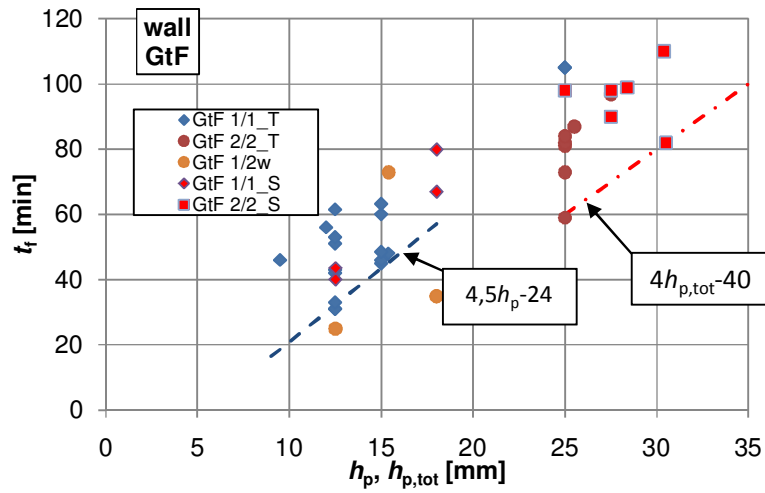 wall
GtF
120
100
80
60
40
20
0
t_f [min]
GtF 1/1_T
GtF 2/2_T
GtF 1/2w
GtF 1/1_S
GtF 2/2_S
4,5h_p-24
4h_p,tot-40
0 5 10 15 20 25 30 35
h_p, h_p,tot [mm]